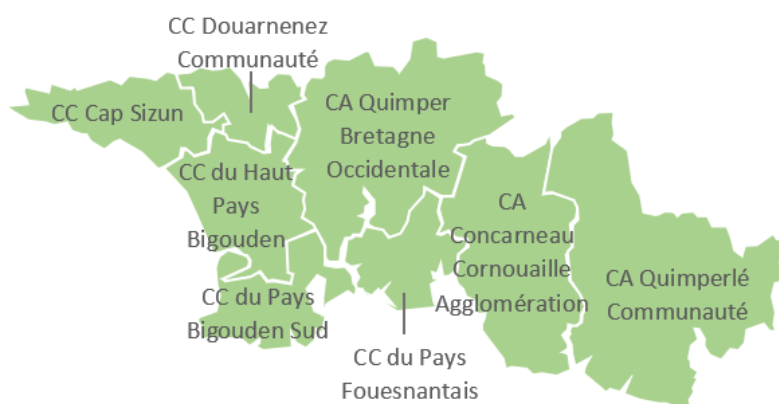 CC Douarnenez
Communauté
CC Cap Sizun
CA Quimper
Bretagne
Occidentale
CC du Haut
Pays
Bigouden
CA
Concarneau
Cornouaille
Agglomération
CA Quimperlé
Communauté
CC du Pays
Bigouden Sud
CC du Pays
Fouesnantais